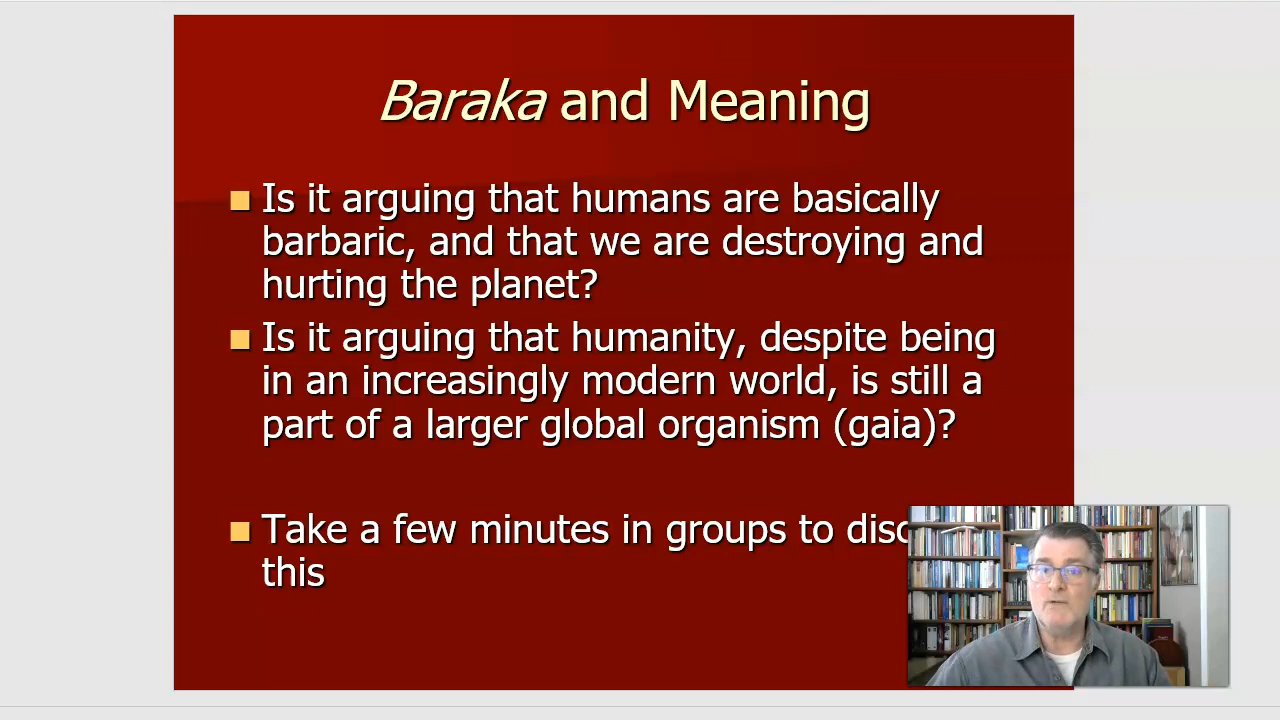 Baraka and Meaning
Is it arguing that humans are basically
barbaric, and that we are destroying and
hurting the planet?
Is it arguing that humanity, despite being
in an increasingly modern world, is still a
part of a larger global organism (gaia)?
Take a few minutes in groups to
this